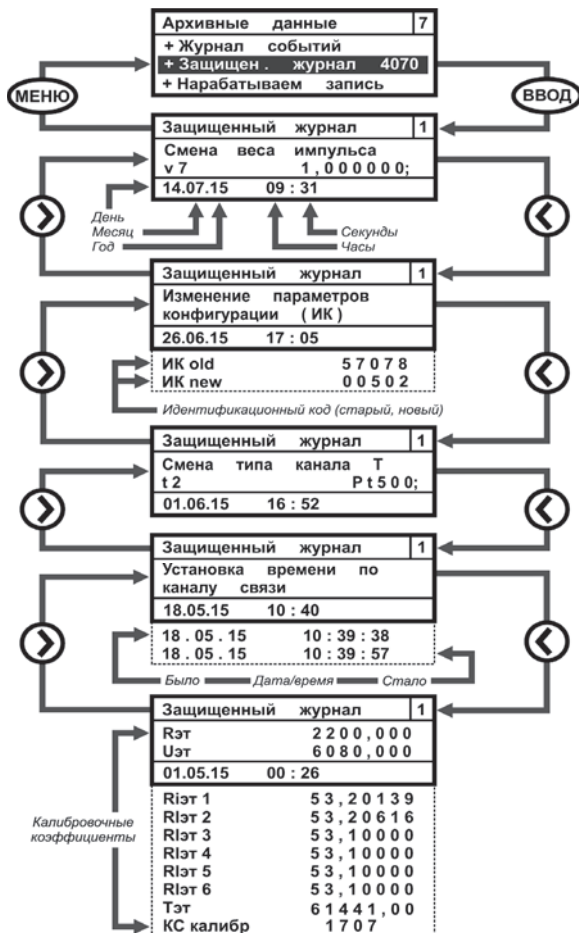 Архивные данные 7
+ Журнал событий
+ Защищен. журнал 4070
+ Нарабатываем запись
МЕНЮ
ВВОД
Защищенный журнал 1
Смена веса импульса
v 7 1,000000;
14.07.15 09 : 31
День
Месяц
Год
Секунды
Часы
Защищенный журнал 1
Изменение параметров
конфигурации (ИК)
26.06.15 17 : 05
ИК old 57078
ИК new 00502
Идентификационный код (старый, новый)
Защищенный журнал 1
Смена типа канала Т
t 2 Pt500;
01.06.15 16 : 52
Защищенный журнал 1
Установка времени по
каналу связи
18.05.15 10 : 40
18 . 05 . 15 10 : 39 : 38
18 . 05 . 15 10 : 39 : 57
Было Дата/время Стало
Защищенный журнал 1
Rэт 2200,000
Uэт 6080,000
01.05.15 00 : 26
Калибровочные
коэффициенты
Riэт 1 53,20139
RIэт 2 53,20616
RIэт 3 53,10000
RIэт 4 53,10000
RIэт 5 53,10000
RIэт 6 53,10000
Тэт 61441,00
КС калибр 1707